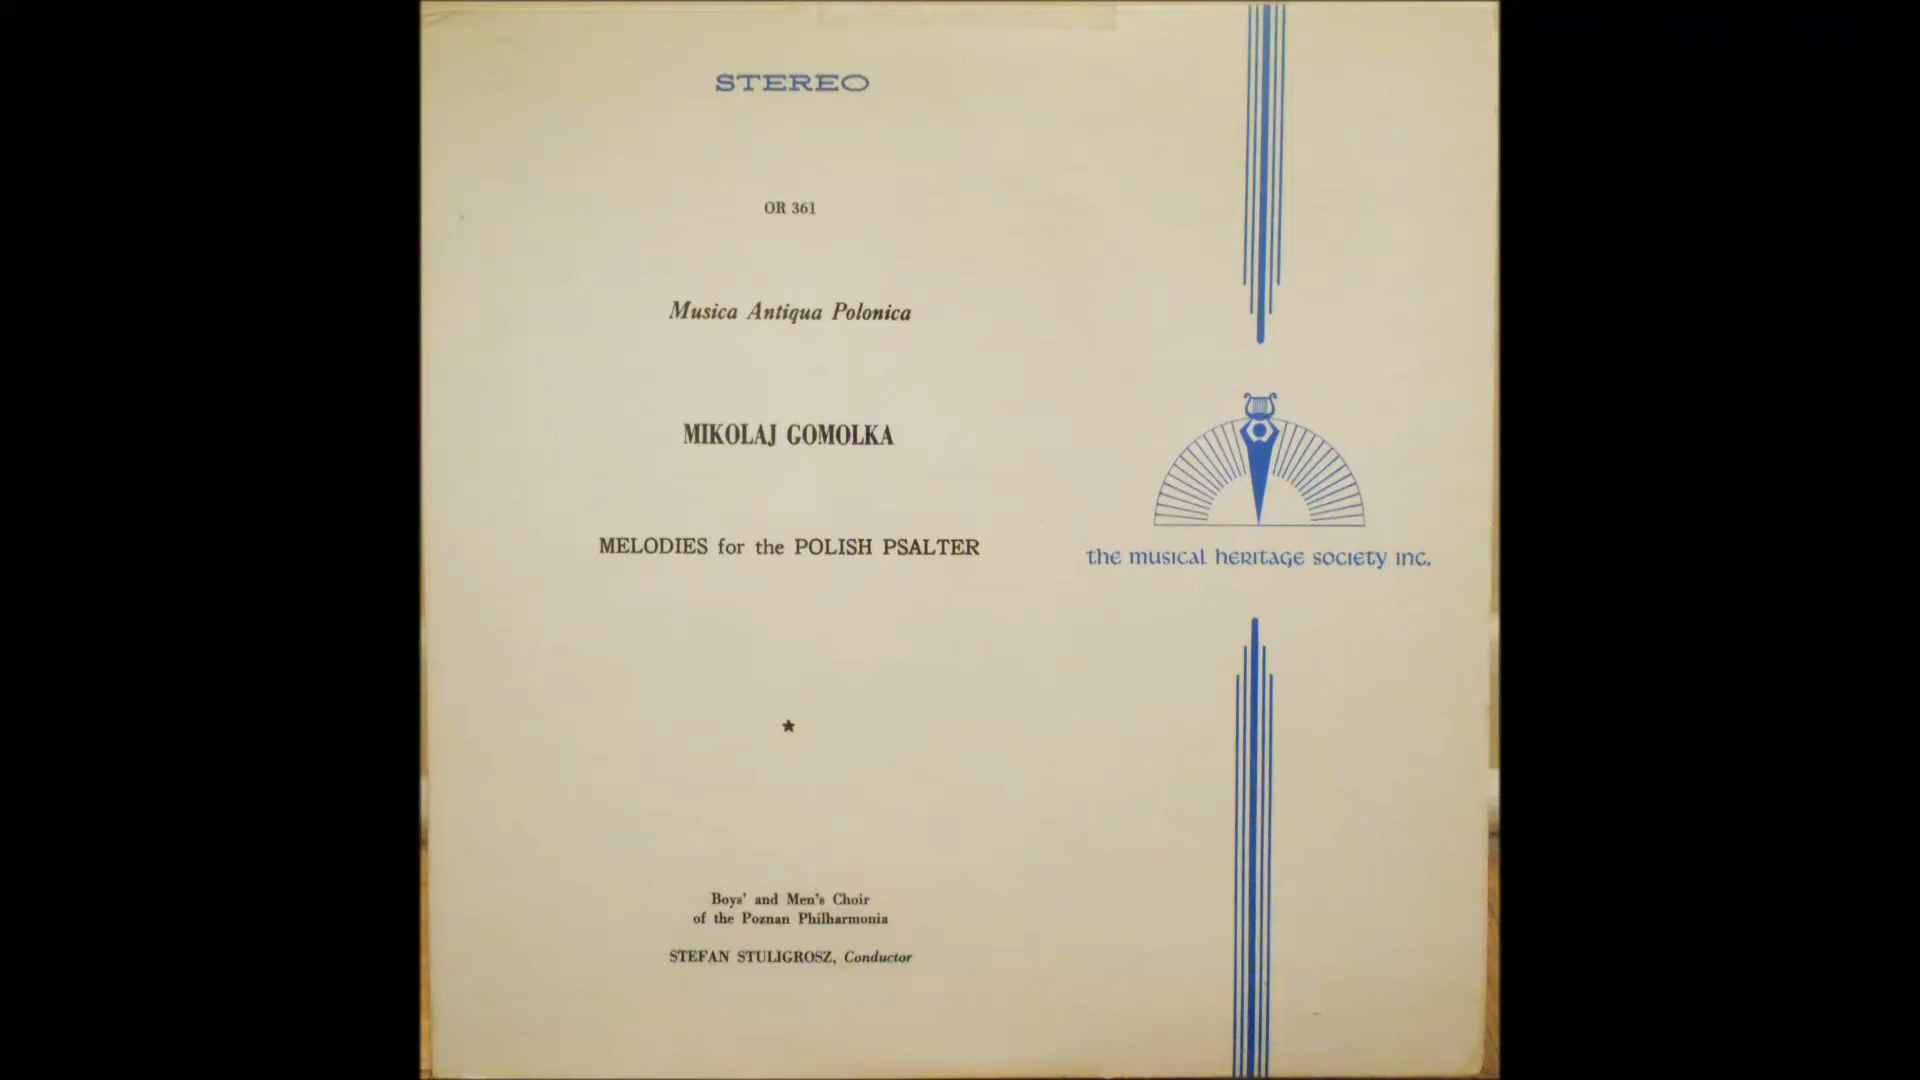 STEREO
OR 361
Musica Antiqua Polonica
MIKOLAJ GOMOLKA
MELODIES for the POLISH PSALTER
the musical heritage society inc.
Boys' and Men's Choir
of the Poznan Philharmonia
STEFAN STULIGROSZ, Conductor